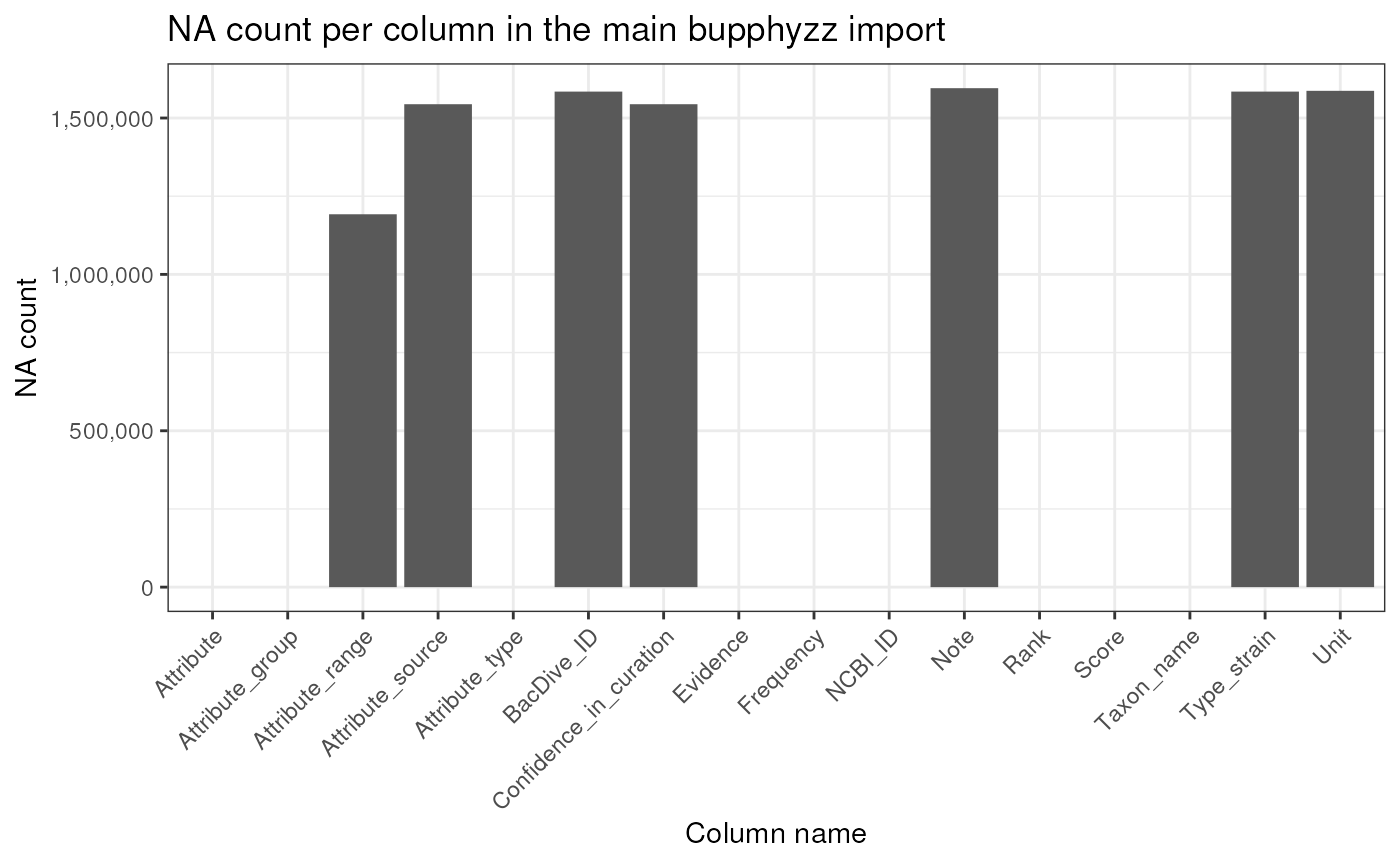 NA count per column in the main bupphyzz import
NA count
1,500,000
1,000,000
500,000
0
Attribute
Attribute_group
Attribute_range
Attribute_source
Attribute_type
BacDive_ID
Confidence_in_curation
Evidence
Frequency
NCBI_ID
Note
Rank
Score
Taxon_name
Type_strain
Unit
Column name